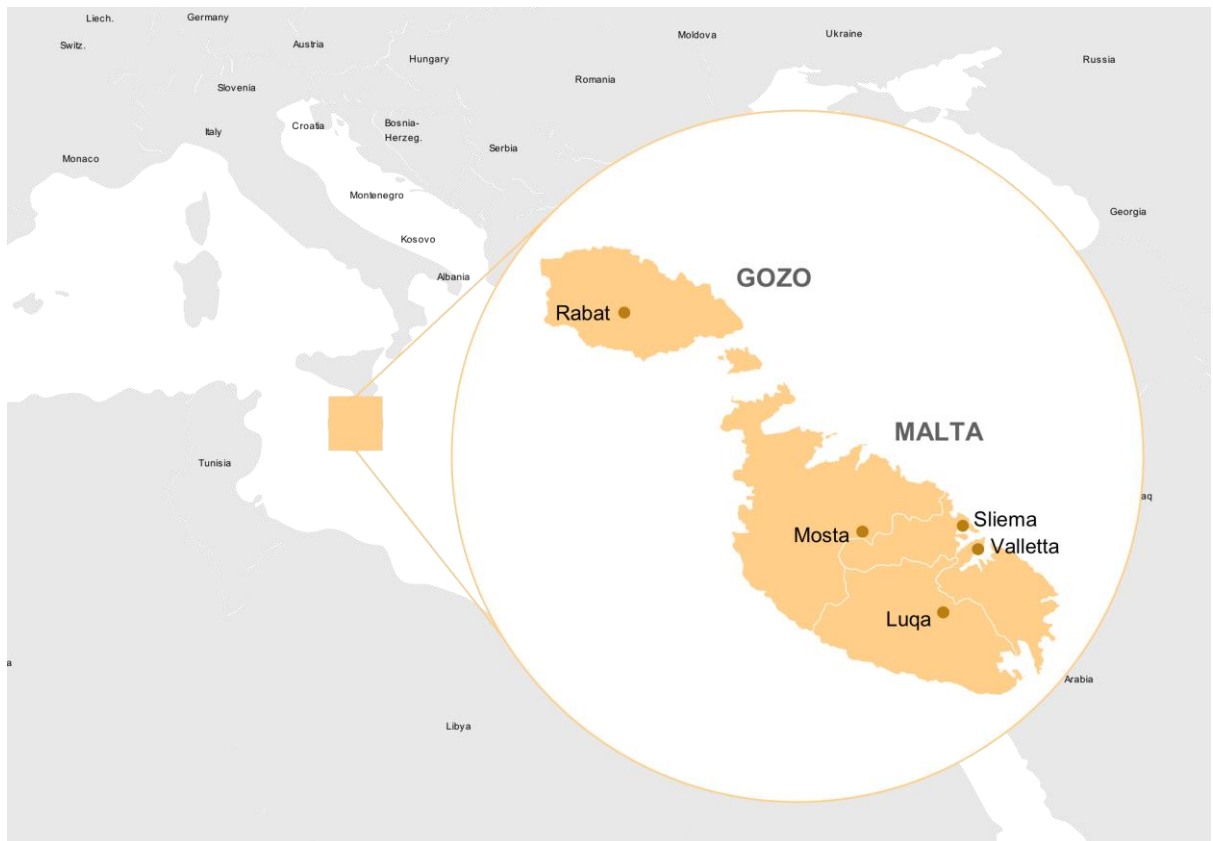 Liech.
Germany
Switz.
Austria
Hungary
Moldova
Ukraine
Russia
Slovenia
Romania
Italy
Croatia
Bosnia-
Herzeg.
Serbia
Monaco
Montenegro
Kosovo
Georgia
Albania
GOZO
Rabat
MALTA
Tunisia
aq
Sliema
Mosta
Valletta
Luqa
a
Arabia
Libya